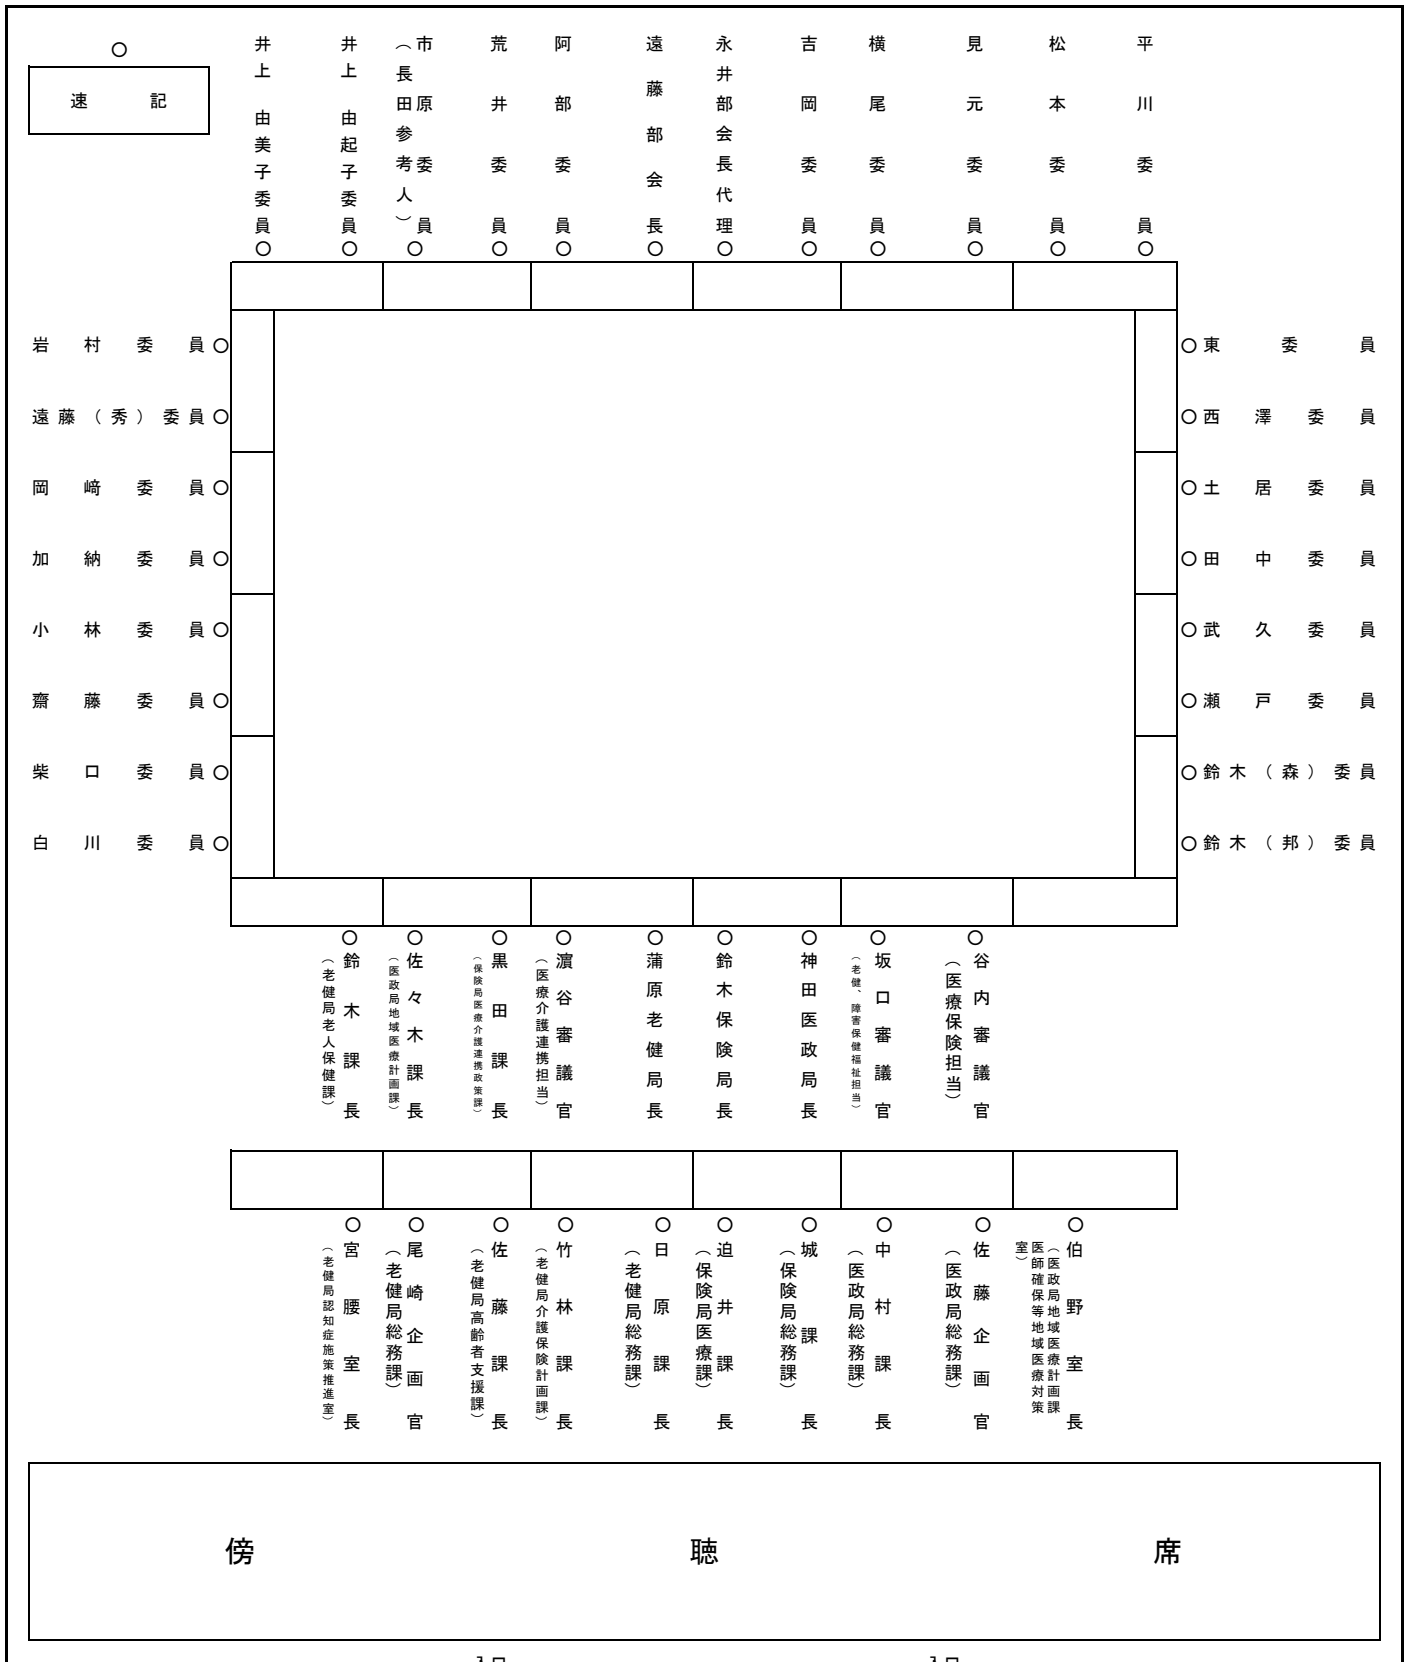 速記
井上由美子委員
井上由起子委員
市原委員
（長田参考人）
荒井委員
阿部委員
遠藤部会長
永井部会長代理
吉岡委員
横尾委員
見元委員
松本委員
平川委員
岩村委員
遠藤（秀）委員
岡﨑委員
加納委員
小林委員
齋藤委員
柴口委員
白川委員
東委員
西澤委員
土居委員
田中委員
武久委員
瀬戸委員
鈴木（森）委員
鈴木（邦）委員
鈴木課長
（老健局老人保健課）
佐々木課長
（医政局地域医療計画課）
黒田課長
（保険局医療介護連携政策課）
濵谷審議官
（医療介護連携担当）
蒲原老健局長
鈴木保険局長
神田医政局長
坂口審議官
（老健、障害保健福祉担当）
谷内審議官
（医療保険担当）
宮腰室長
（老健局認知症施策推進室）
尾崎企画官
（老健局総務課）
佐藤課長
（老健局高齢者支援課）
竹林課長
（老健局介護保険計画課）
日原課長
（老健局総務課）
迫井課長
（保険局医療課）
城課長
（保険局総務課）
中村課長
（医政局総務課）
佐藤企画官
（医政局総務課）
伯野室長
（医政局地域医療計画課
医師確保等地域医療対策
室）
傍聴席